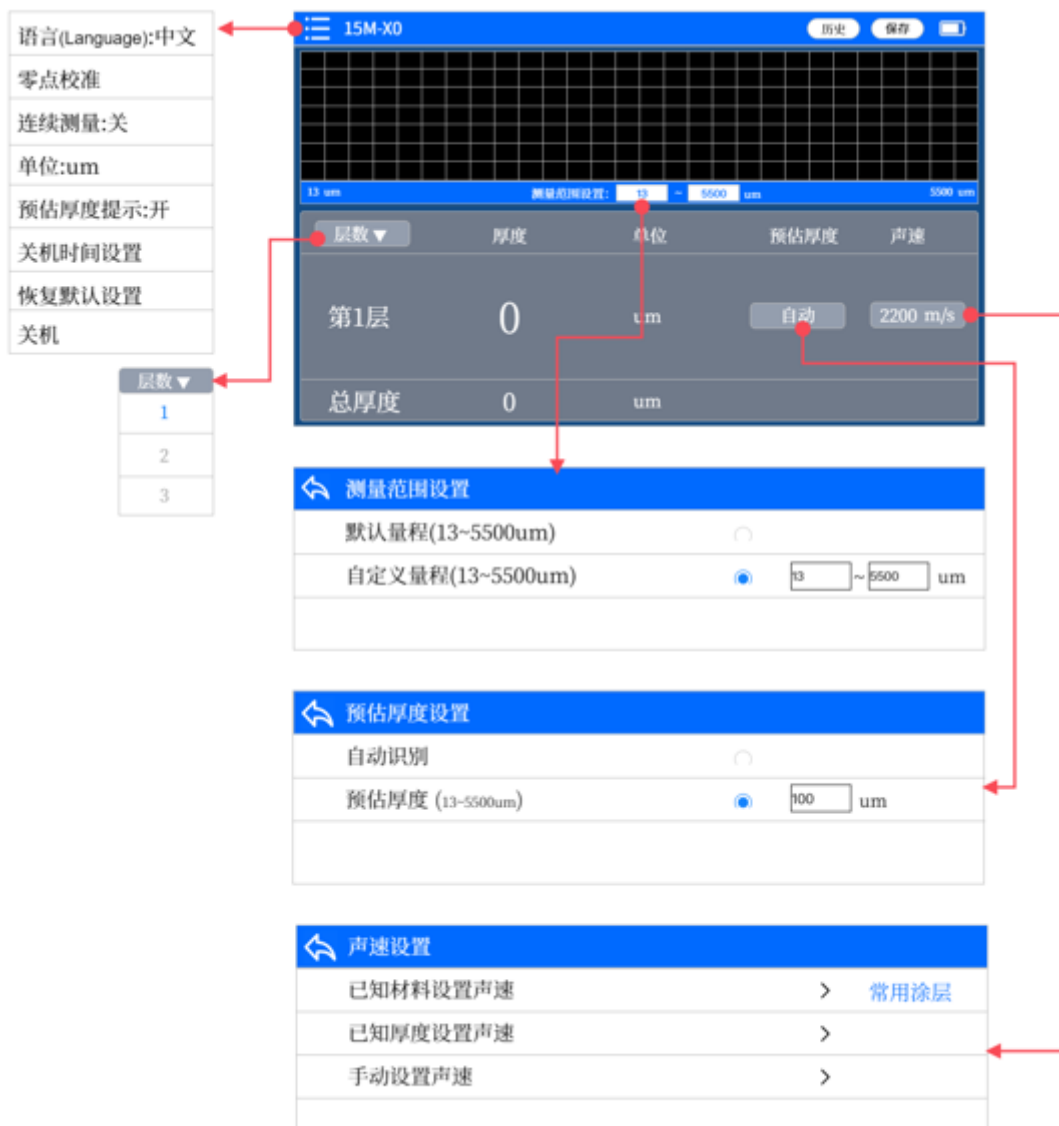 语言(Language):中文
零点校准
连续测量:关
单位:um
预估厚度提示:开
关机时间设置
恢复默认设置
关机
层数▼
1
2
3
15M-X0 历史 保存
13 um 测量范围设置: 13 ~ 5500 um 5500 um
层数▼ 厚度 单位 预估厚度 声速
第1层 0 um 自动 2200 m/s
总厚度 0 um
测量范围设置
默认量程(13~5500um)
自定义量程(13~5500um) 13 ~ 5500 um
预估厚度设置
自动识别
预估厚度 (13~5500um) 100 um
声速设置
已知材料设置声速 > 常用涂层
已知厚度设置声速 >
手动设置声速 >